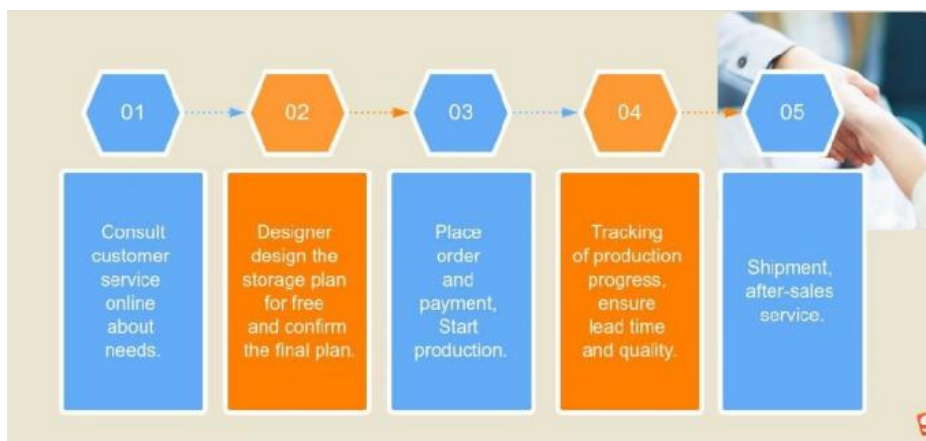 01
02
03
04
05
Consult
customer
service
online
about
needs.
Designer
design the
storage plan
for free
and confirm
the final plan.
Place
order
and
payment,
Start
production.
Tracking
of production
progress,
ensure
lead time
and quality.
Shipment,
after-sales
service.